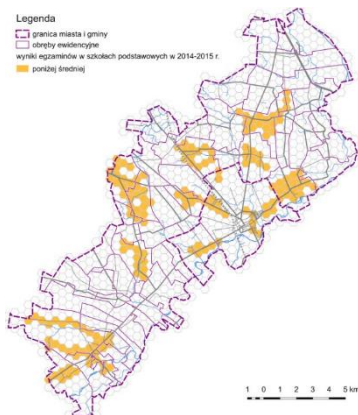 Legenda
granica miasta i gminy
obręby ewidencyjne
wyniki egzaminów w szkołach podstawowych w 2014-2015 r.
poniżej średniej
1 0 1 2 3 4 5 km